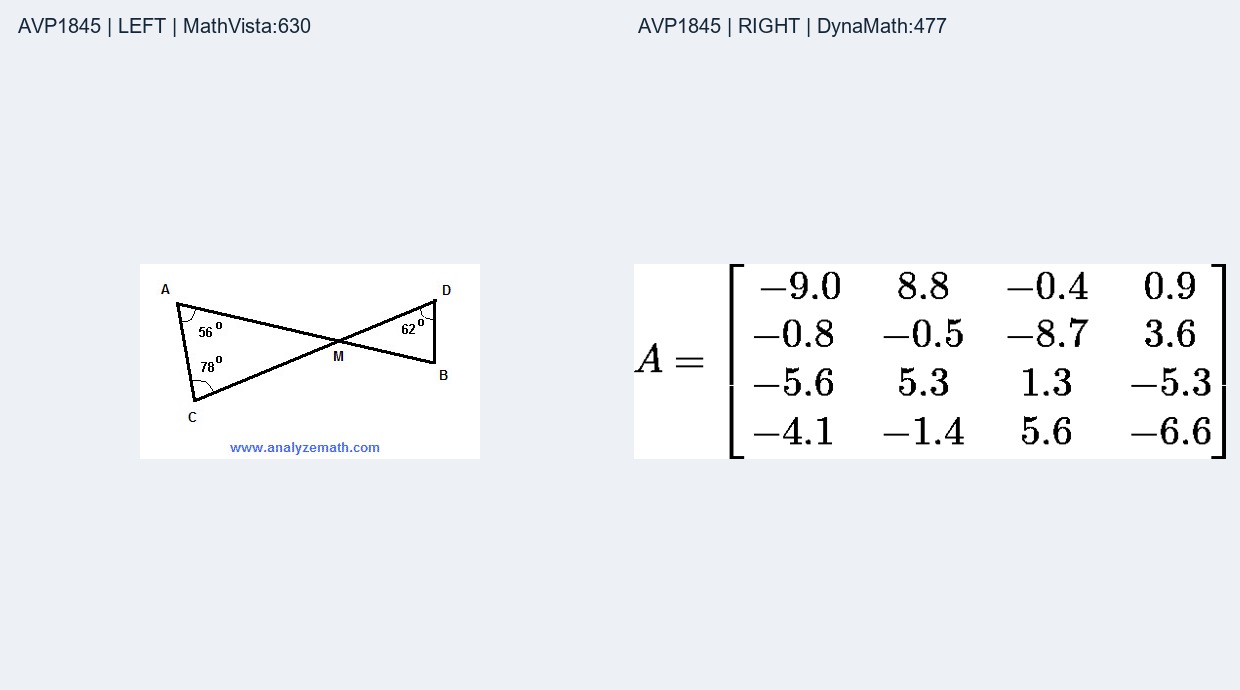 AVP1845 | LEFT | MathVista:630
AVP1845 | RIGHT | DynaMath:477
A
D
56°
62°
M
78°
B
C
www.analyzemath.com
−9.0 8.8 −0.4 0.9
−0.8 −0.5 −8.7 3.6
A =
−5.6 5.3 1.3 −5.3
−4.1 −1.4 5.6 −6.6